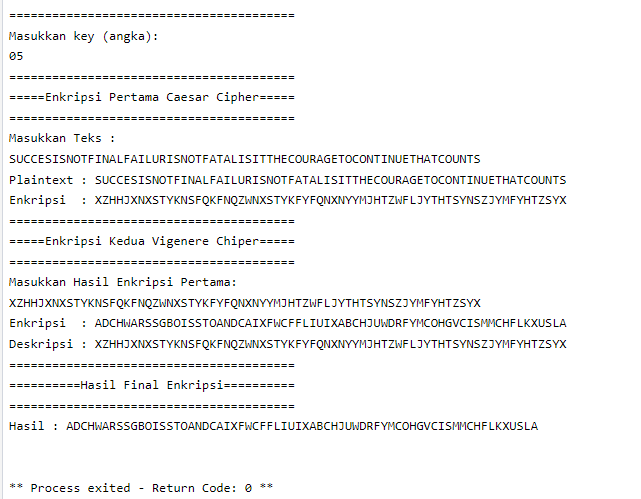 ========================================
Masukkan key (angka):
05
========================================
=====Enkripsi Pertama Caesar Cipher=====
========================================
Masukkan Teks :
SUCCESISNOTFINALFAILURISNOTFATALISITTHECOURAGETOCONTINUETHATCOUNTS
Plaintext : SUCCESISNOTFINALFAILURISNOTFATALISITTHECOURAGETOCONTINUETHATCOUNTS
Enkripsi  : XZHHJXNXSTYKNSFQKFNQZWNXSTYKFYFQNXNYYMJHTZWFLJYTHTSYNSZJYMFYHTZSYX
========================================
=====Enkripsi Kedua Vigenere Chiper=====
========================================
Masukkan Hasil Enkripsi Pertama:
XZHHJXNXSTYKNSFQKFNQZWNXSTYKFYFQNXNYYMJHTZWFLJYTHTSYNSZJYMFYHTZSYX
Enkripsi  : ADCHWARSSGBOISSTOANDCAIXFWCFFLIUIXABCHJUWDRFYMCOHGVCISMMCHFLKXUSLA
Deskripsi : XZHHJXNXSTYKNSFQKFNQZWNXSTYKFYFQNXNYYMJHTZWFLJYTHTSYNSZJYMFYHTZSYX
========================================
==========Hasil Final Enkripsi==========
========================================
Hasil : ADCHWARSSGBOISSTOANDCAIXFWCFFLIUIXABCHJUWDRFYMCOHGVCISMMCHFLKXUSLA
** Process exited - Return Code: 0 **